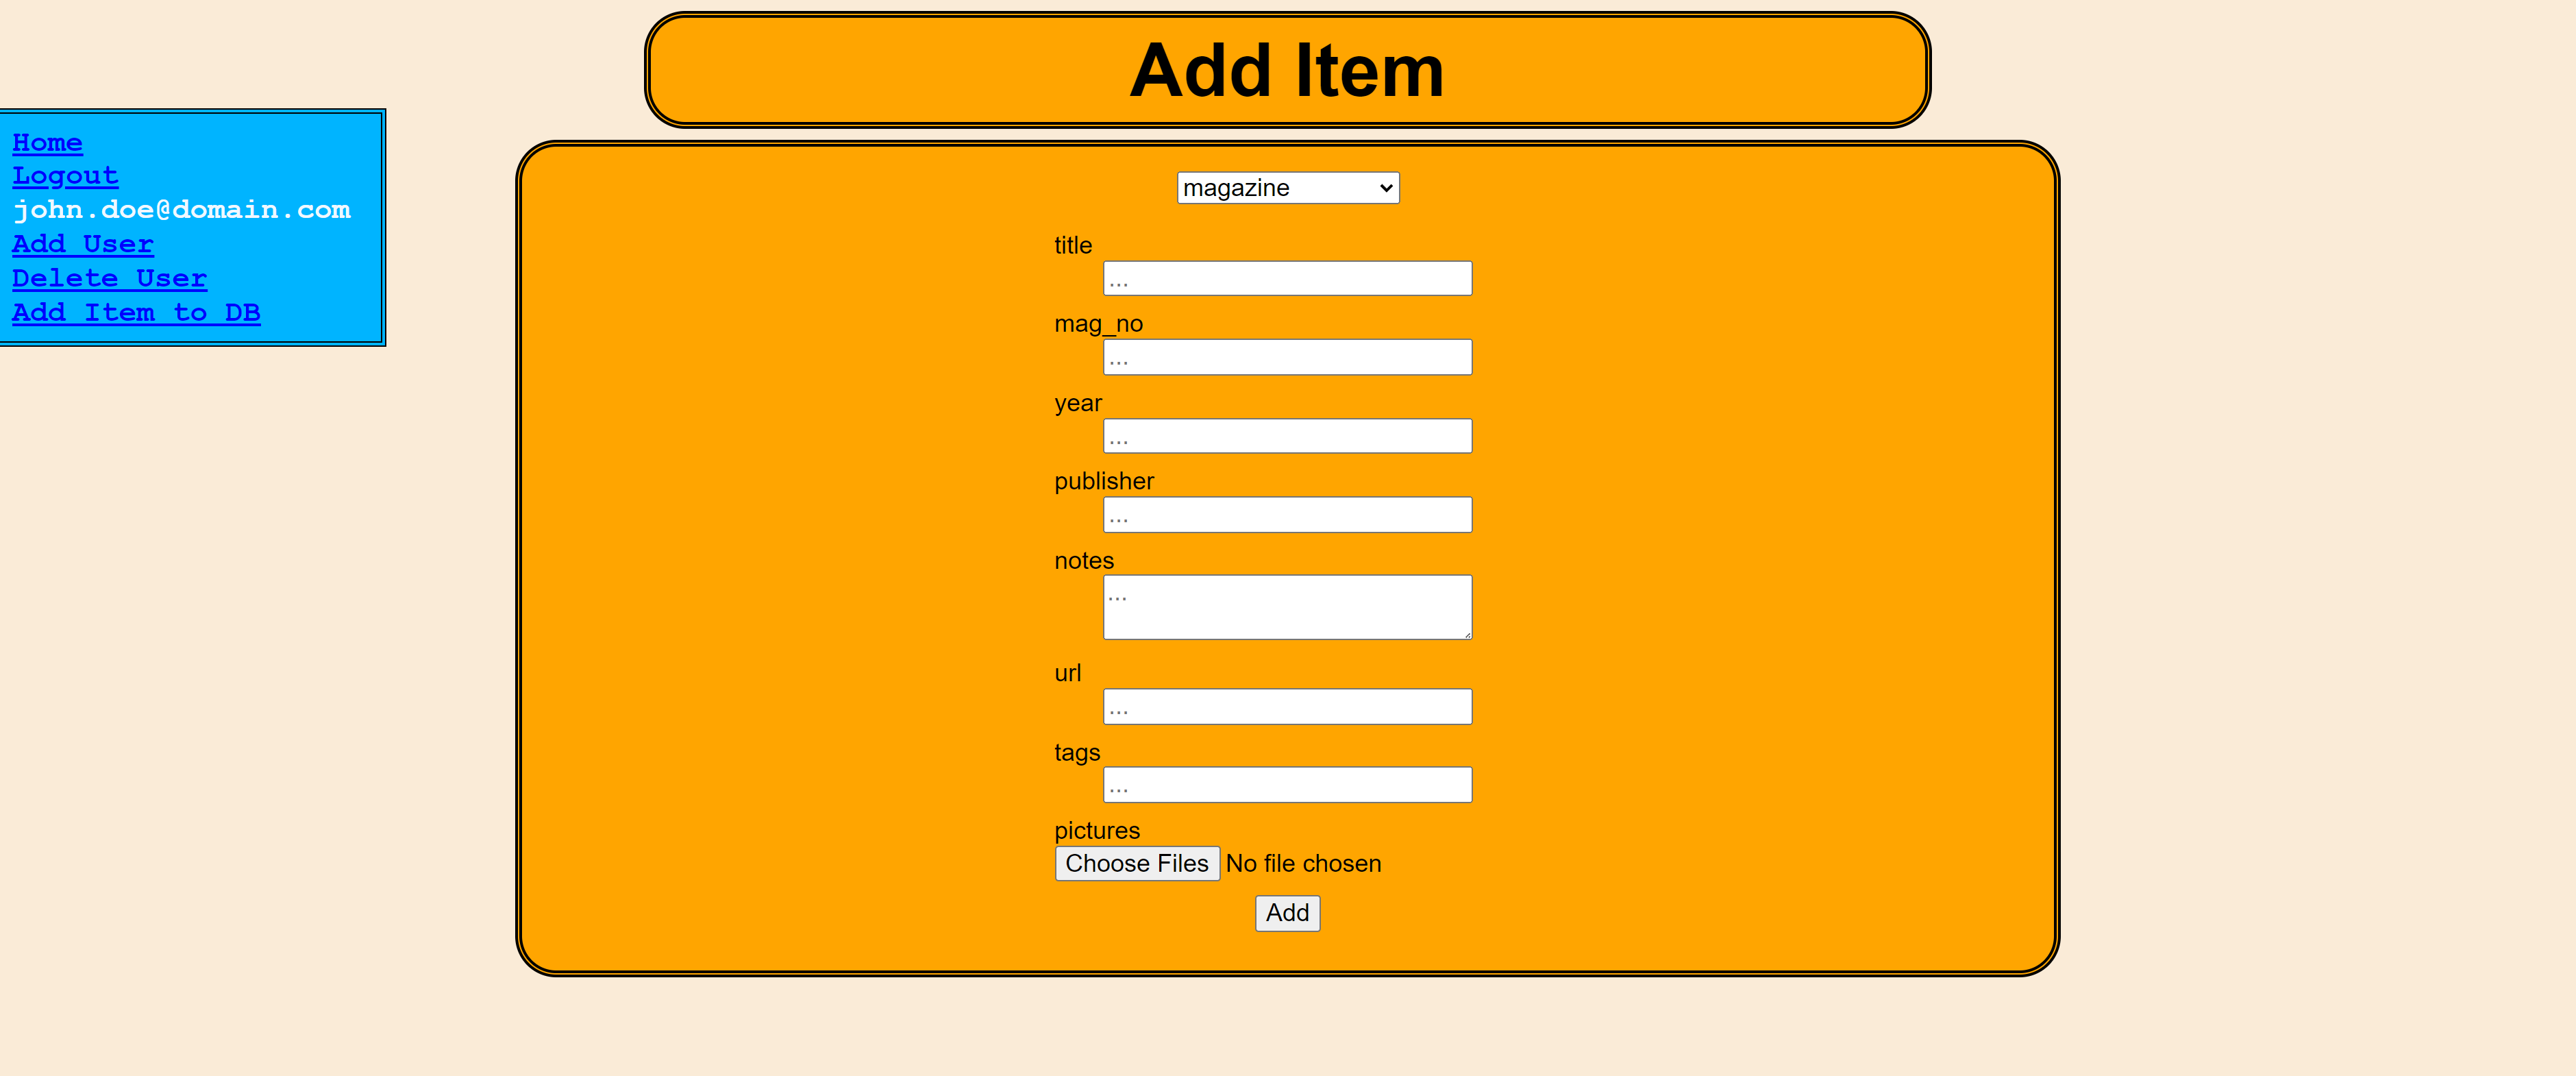 Add Item
Home
Logout
john.doe@domain.com
Add User
Delete User
Add Item to DB
magazine
title
...
mag_no
...
year
...
publisher
...
notes
...
url
...
tags
...
pictures
Choose Files No file chosen
Add